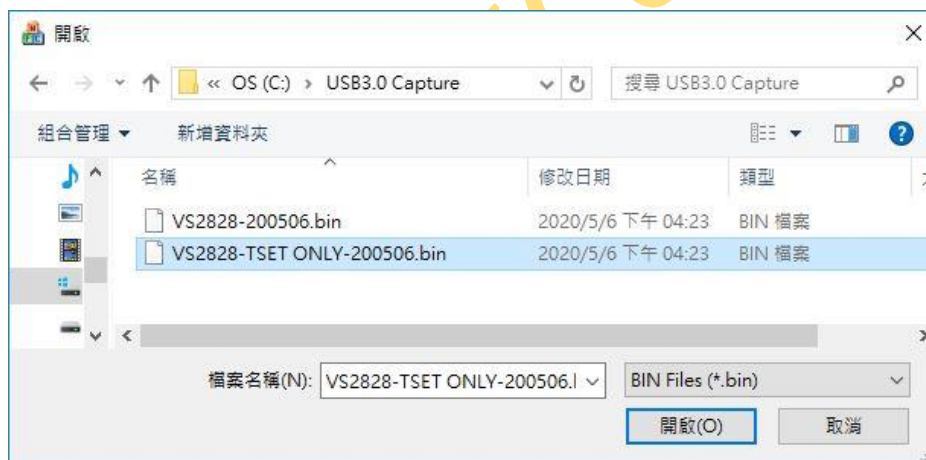 開啟
« OS (C:) › USB3.0 Capture
搜尋 USB3.0 Capture
組合管理 ▼ 新增資料夾
名稱 修改日期 類型
VS2828-200506.bin 2020/5/6 下午 04:23 BIN 檔案
VS2828-TSET ONLY-200506.bin 2020/5/6 下午 04:23 BIN 檔案
檔案名稱(N): VS2828-TSET ONLY-200506.l BIN Files (*.bin)
開啟(O) 取消